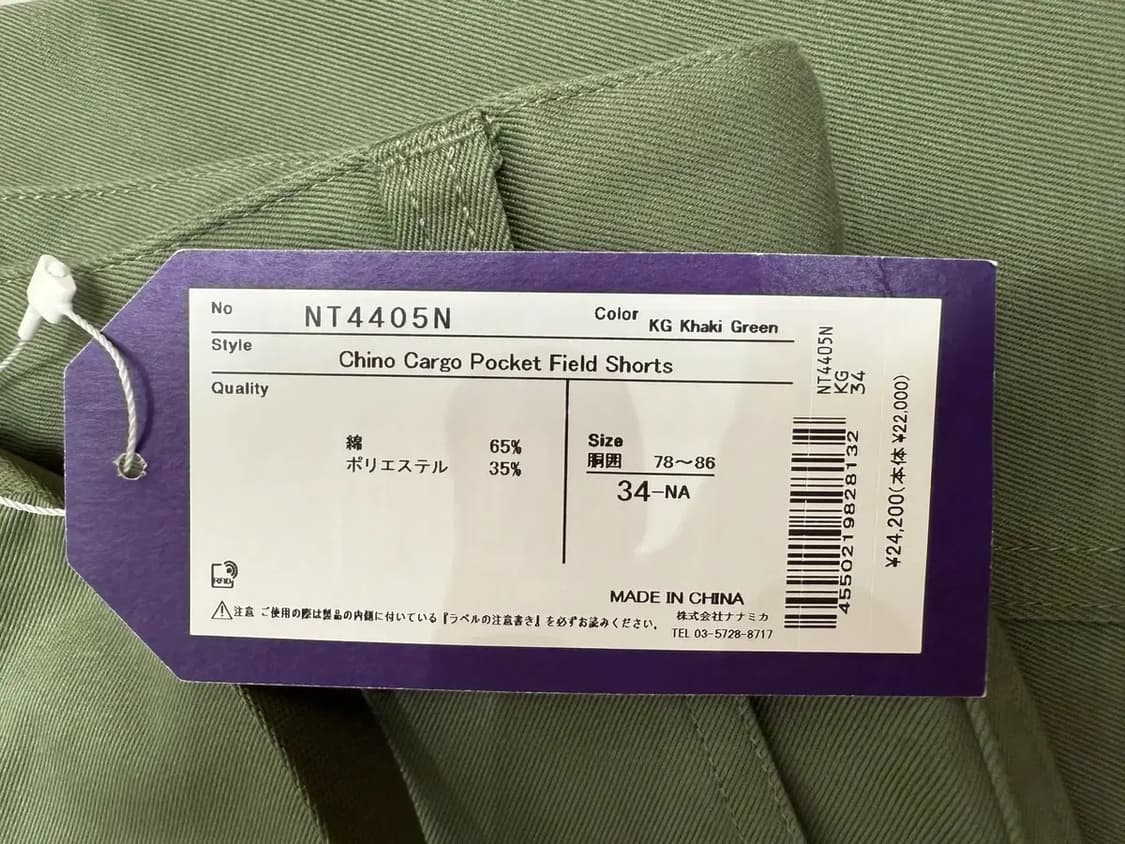 No NT4405N Color KG Khaki Green
Style Chino Cargo Pocket Field Shorts
Quality
綿 65%
ポリエステル 35%
Size
胴囲 78～86
34-NA
RFID
MADE IN CHINA
株式会社ナナミカ
TEL 03-5728-8717
注意 ご使用の際は製品の内側に付いている『ラベルの注意書き』を必ずお読みください。
NT4405N
KG
34
4550219828132
¥24,200(本体 ¥22,000)